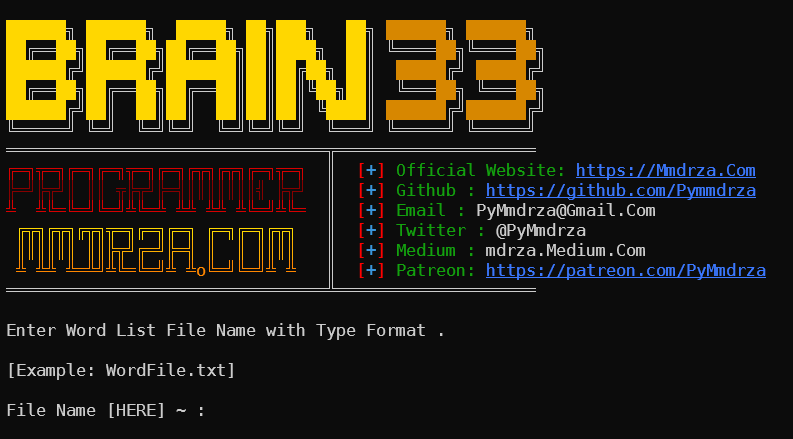 BRAIN33
PROGRAMMER
MMDRZA.COM
[+] Official Website: https://Mmdrza.Com
[+] Github : https://github.com/Pymmdrza
[+] Email : PyMmdrza@Gmail.Com
[+] Twitter : @PyMmdrza
[+] Medium : mdrza.Medium.Com
[+] Patreon: https://patreon.com/PyMmdrza
Enter Word List File Name with Type Format .
[Example: WordFile.txt]
File Name [HERE] ~ :